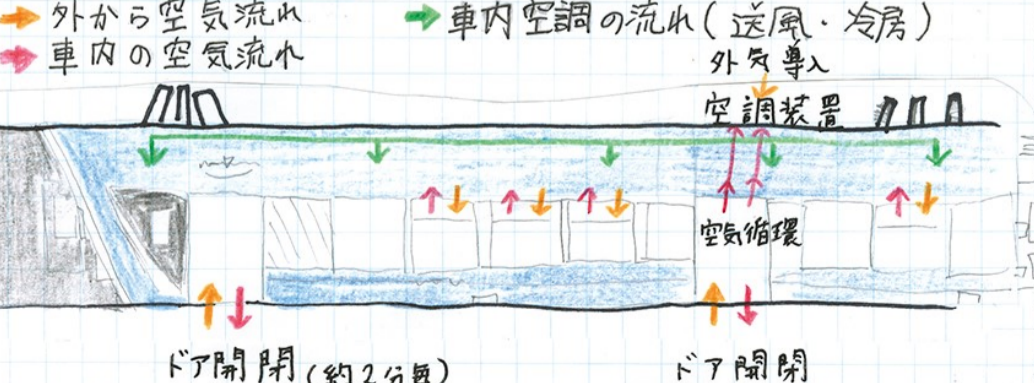 外から空気流れ
車内空調の流れ(送風・冷房)
車内の空気流れ
外気導入
空調装置
空気循環
ドア開閉(約2分毎)
ドア開閉